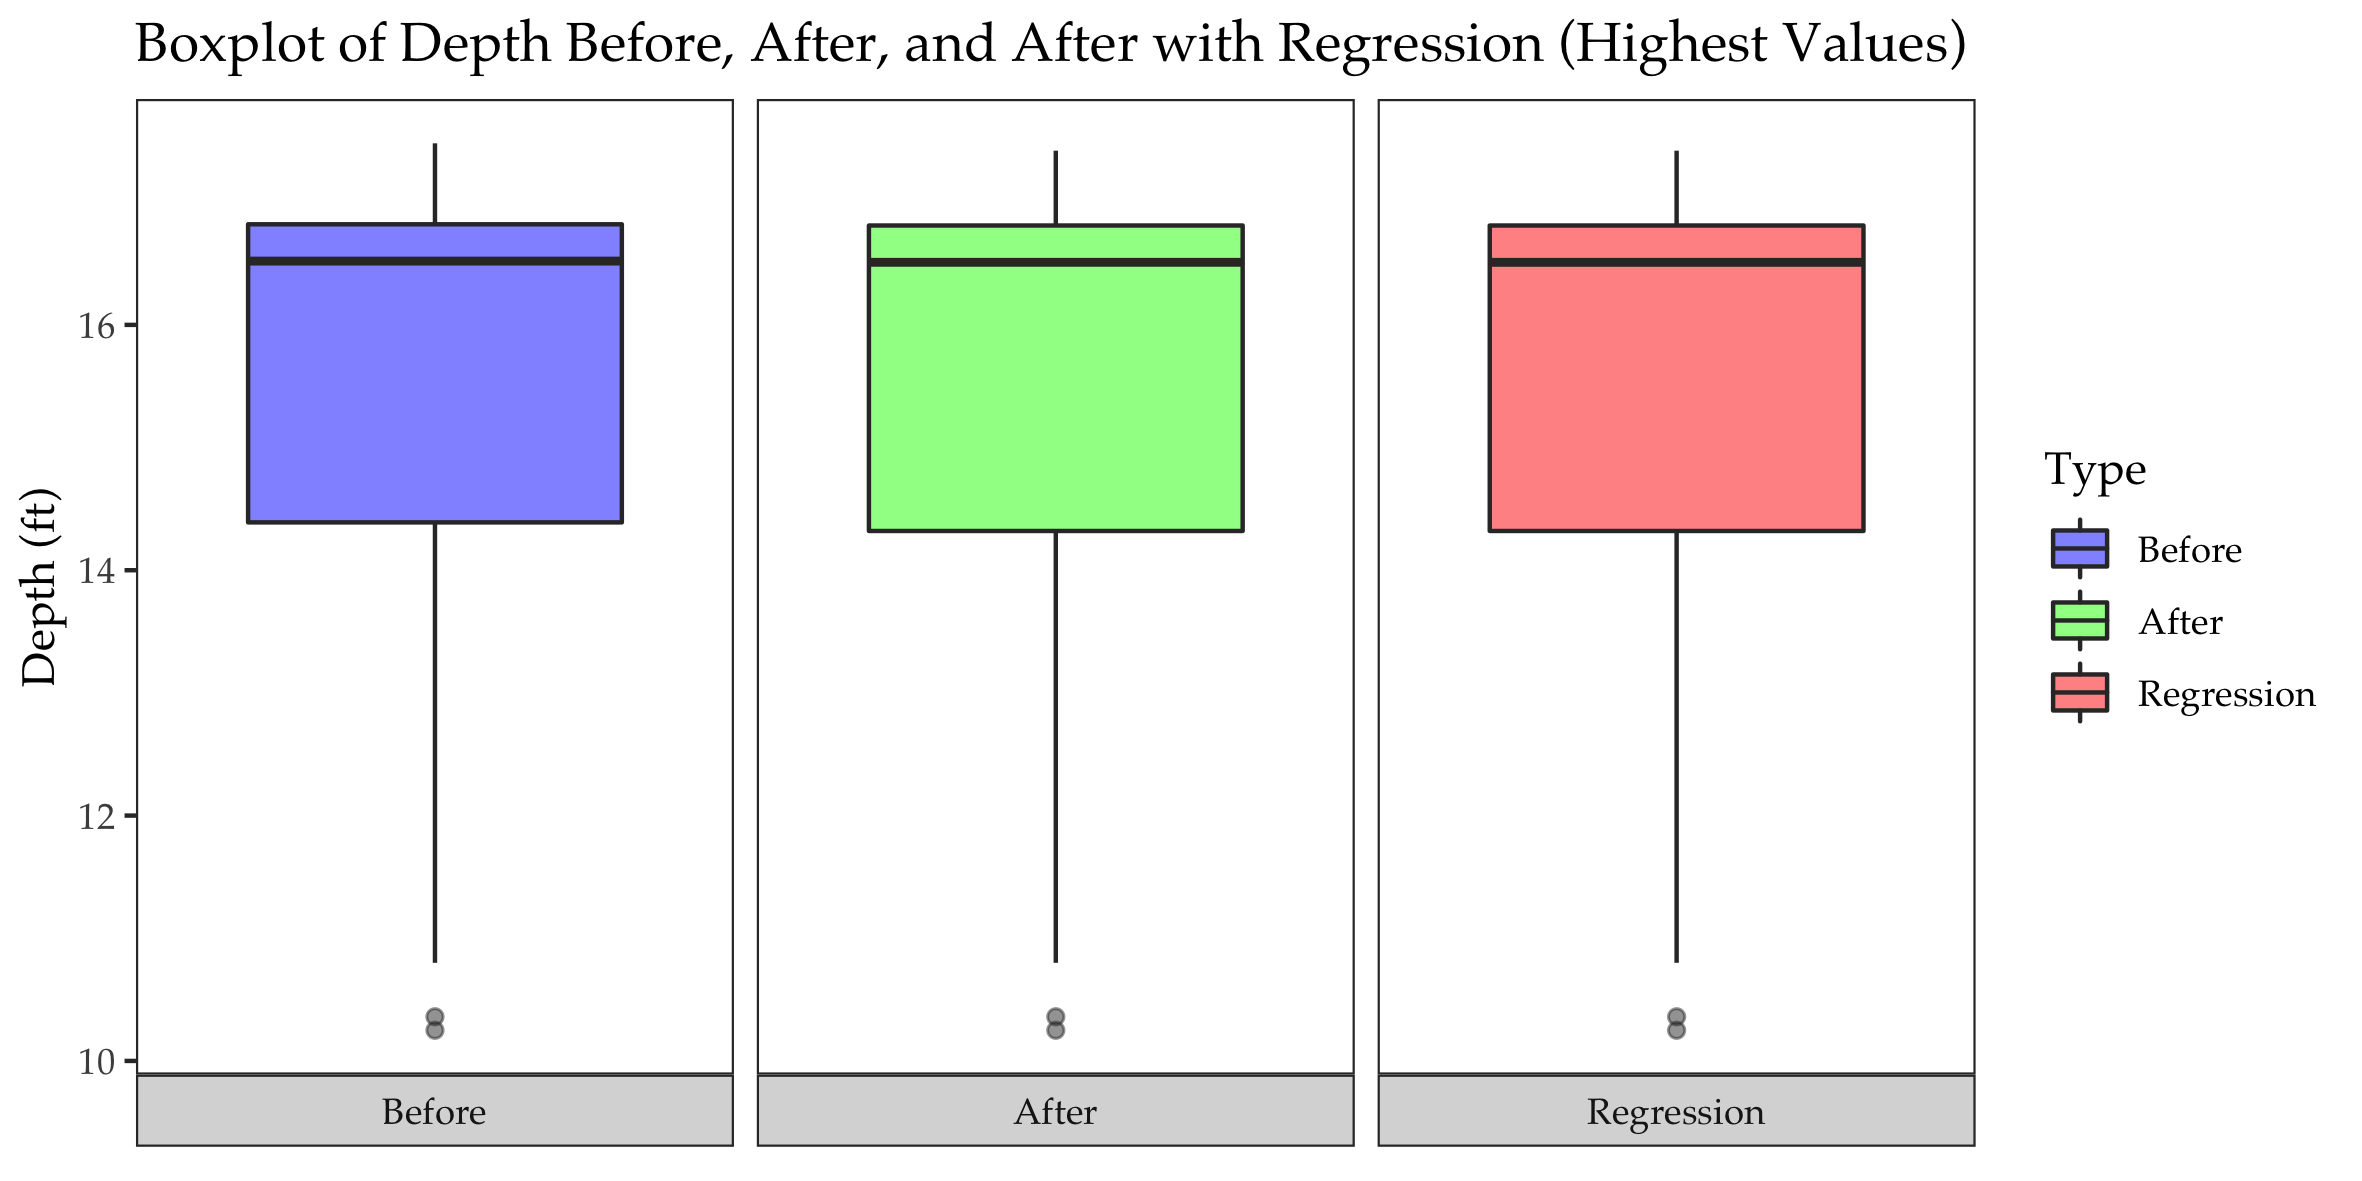 Boxplot of Depth Before, After, and After with Regression (Highest Values)
Depth (ft)
16
14
12
10
Before
After
Regression
Type
Before
After
Regression